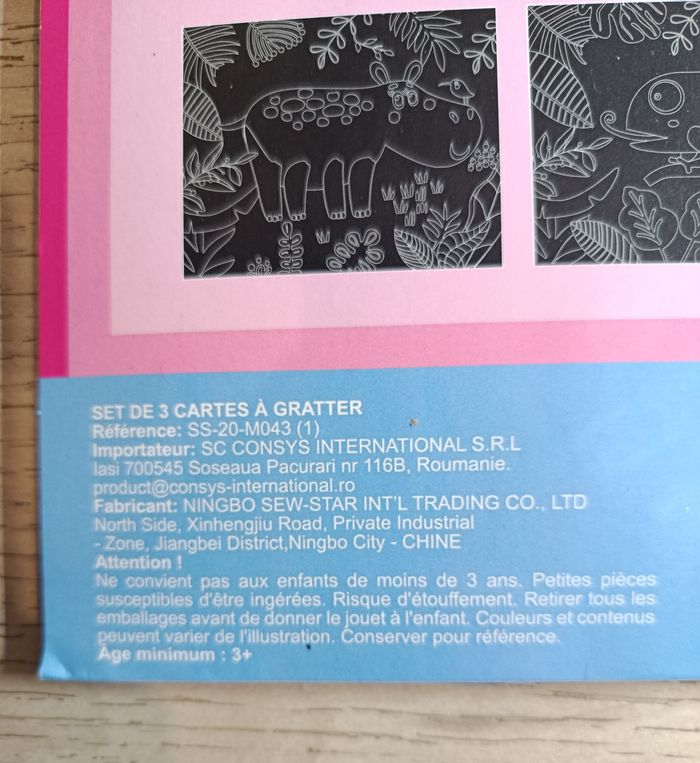 SET DE 3 CARTES À GRATTER
Référence: SS-20-M043 (1)
Importateur: SC CONSYS INTERNATIONAL S.R.L
Iasi 700545 Soseaua Pacurari nr 116B, Roumanie.
product@consys-international.ro
Fabricant: NINGBO SEW-STAR INT'L TRADING CO., LTD
North Side, Xinhengjiu Road, Private Industrial
- Zone, Jiangbei District,Ningbo City - CHINE
Attention !
Ne convient pas aux enfants de moins de 3 ans. Petites pièces
susceptibles d'être ingérées. Risque d'étouffement. Retirer tous les
emballages avant de donner le jouet à l'enfant. Couleurs et contenus
peuvent varier de l'illustration. Conserver pour référence.
Âge minimum : 3+